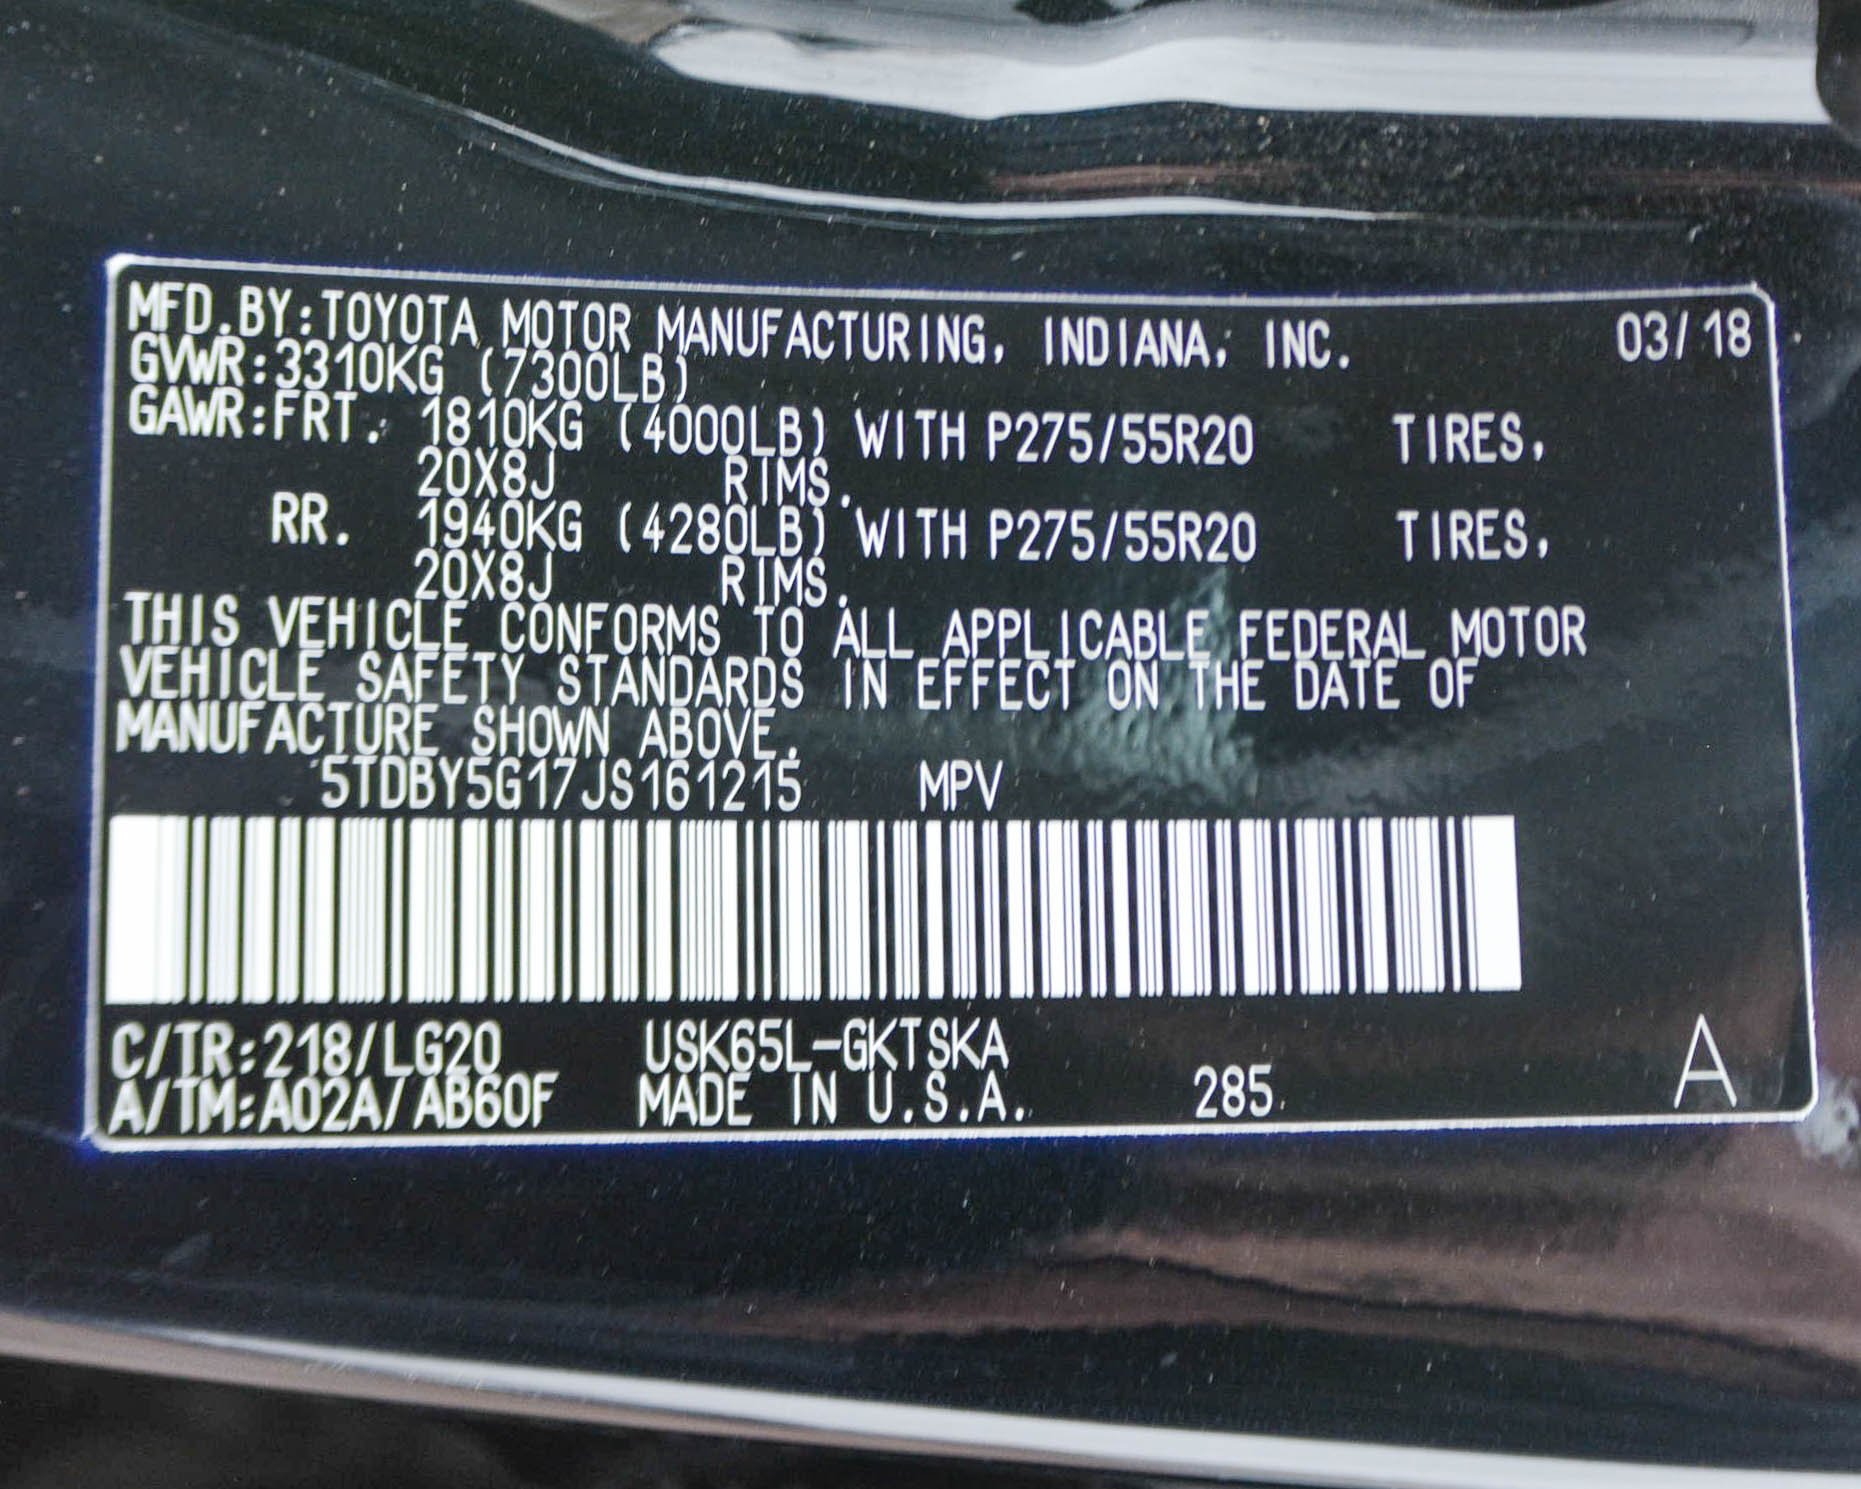 MFD.BY:TOYOTA MOTOR MANUFACTURING, INDIANA, INC. 03/18
GVWR:3310KG (7300LB)
GAWR:FRT. 1810KG (4000LB) WITH P275/55R20 TIRES,
20X8J RIMS.
RR. 1940KG (4280LB) WITH P275/55R20 TIRES,
20X8J RIMS.
THIS VEHICLE CONFORMS TO ALL APPLICABLE FEDERAL MOTOR
VEHICLE SAFETY STANDARDS IN EFFECT ON THE DATE OF
MANUFACTURE SHOWN ABOVE.
5TDBY5G17JS161215 MPV
C/TR:218/LG20 USK65L-GKTSKA
A/TM:A02A/AB60F MADE IN U.S.A. 285 A